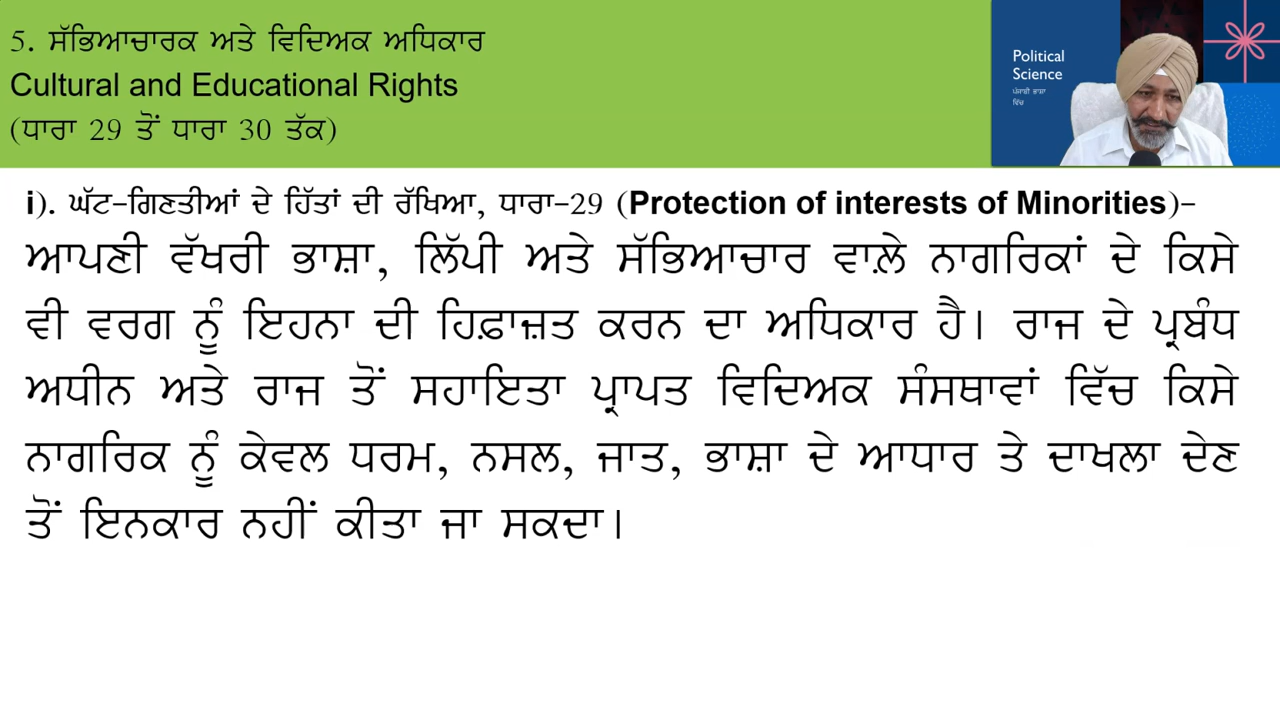 5. ਸੱਭਿਆਚਾਰਕ ਅਤੇ ਵਿਦਿਅਕ ਅਧਿਕਾਰ
Cultural and Educational Rights
(ਧਾਰਾ 29 ਤੋਂ ਧਾਰਾ 30 ਤੱਕ)
Political
Science
ਪੰਜਾਬੀ ਭਾਸ਼ਾ
ਵਿੱਚ
i). ਘੱਟ-ਗਿਣਤੀਆਂ ਦੇ ਹਿੱਤਾਂ ਦੀ ਰੱਖਿਆ, ਧਾਰਾ-29 (Protection of interests of Minorities)-
ਆਪਣੀ ਵੱਖਰੀ ਭਾਸ਼ਾ, ਲਿੱਪੀ ਅਤੇ ਸੱਭਿਆਚਾਰ ਵਾਲ਼ੇ ਨਾਗਰਿਕਾਂ ਦੇ ਕਿਸੇ
ਵੀ ਵਰਗ ਨੂੰ ਇਹਨਾ ਦੀ ਹਿਫ਼ਾਜ਼ਤ ਕਰਨ ਦਾ ਅਧਿਕਾਰ ਹੈ। ਰਾਜ ਦੇ ਪ੍ਰਬੰਧ
ਅਧੀਨ ਅਤੇ ਰਾਜ ਤੋਂ ਸਹਾਇਤਾ ਪ੍ਰਾਪਤ ਵਿਦਿਅਕ ਸੰਸਥਾਵਾਂ ਵਿੱਚ ਕਿਸੇ
ਨਾਗਰਿਕ ਨੂੰ ਕੇਵਲ ਧਰਮ, ਨਸਲ, ਜਾਤ, ਭਾਸ਼ਾ ਦੇ ਆਧਾਰ ਤੇ ਦਾਖਲਾ ਦੇਣ
ਤੋਂ ਇਨਕਾਰ ਨਹੀਂ ਕੀਤਾ ਜਾ ਸਕਦਾ।